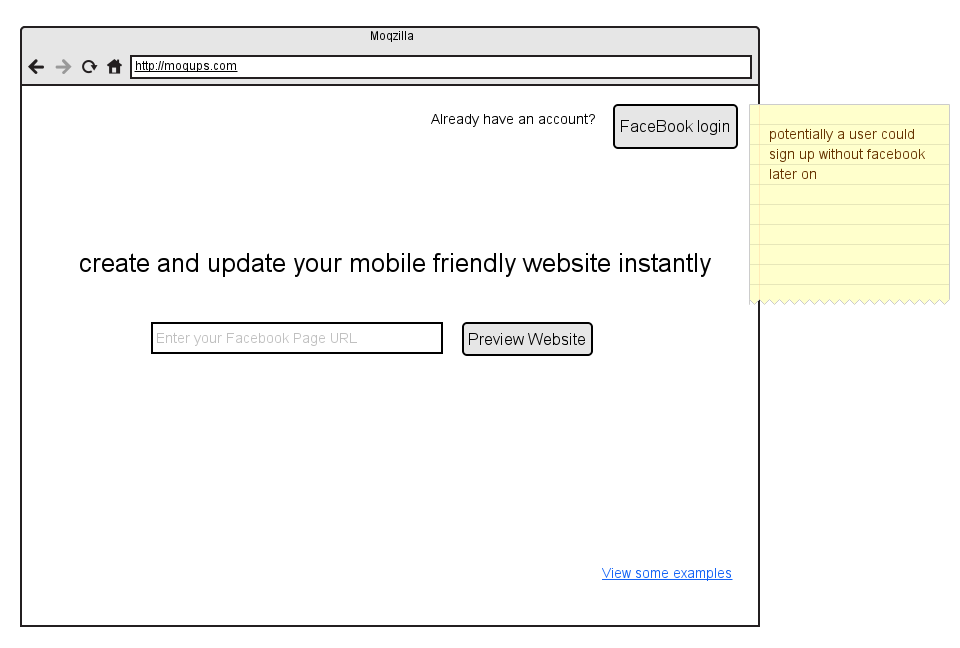 Moqzilla
http://moqups.com
Already have an account?
FaceBook login
potentially a user could
sign up without facebook
later on
create and update your mobile friendly website instantly
Enter your Facebook Page URL
Preview Website
View some examples